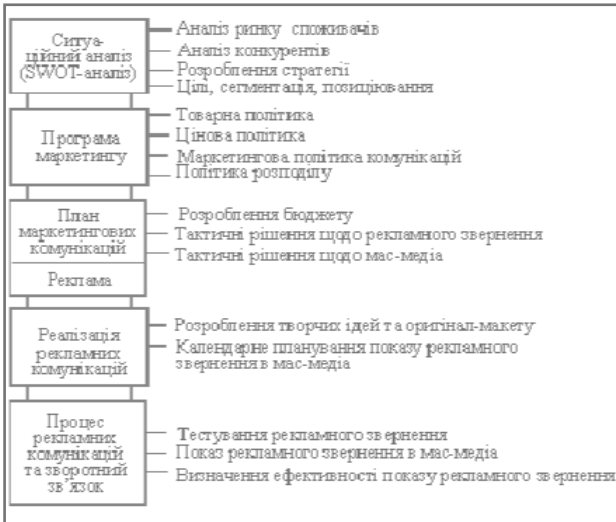 Ситуа-
ційний аналіз
(SWOT-аналіз)
Аналіз ринку споживачів
Аналіз конкурентів
Розроблення стратегії
Цілі, сегментація, позиціювання
Програма
маркетингу
Товарна політика
Цінова політика
Маркетингова політика комунікацій
Політика розподілу
План
маркетингових
комунікацій
Реклама
Розроблення бюджету
Тактичні рішення щодо рекламного звернення
Тактичні рішення щодо мас-медіа
Реалізація
рекламних
комунікацій
Розроблення творчих ідей та оригінал-макету
Календарне планування показу рекламного
звернення в мас-медіа
Процес
рекламних
комунікацій
та зворотний
зв’язок
Тестування рекламного звернення
Показ рекламного звернення в мас-медіа
Визначення ефективності показу рекламного звернення